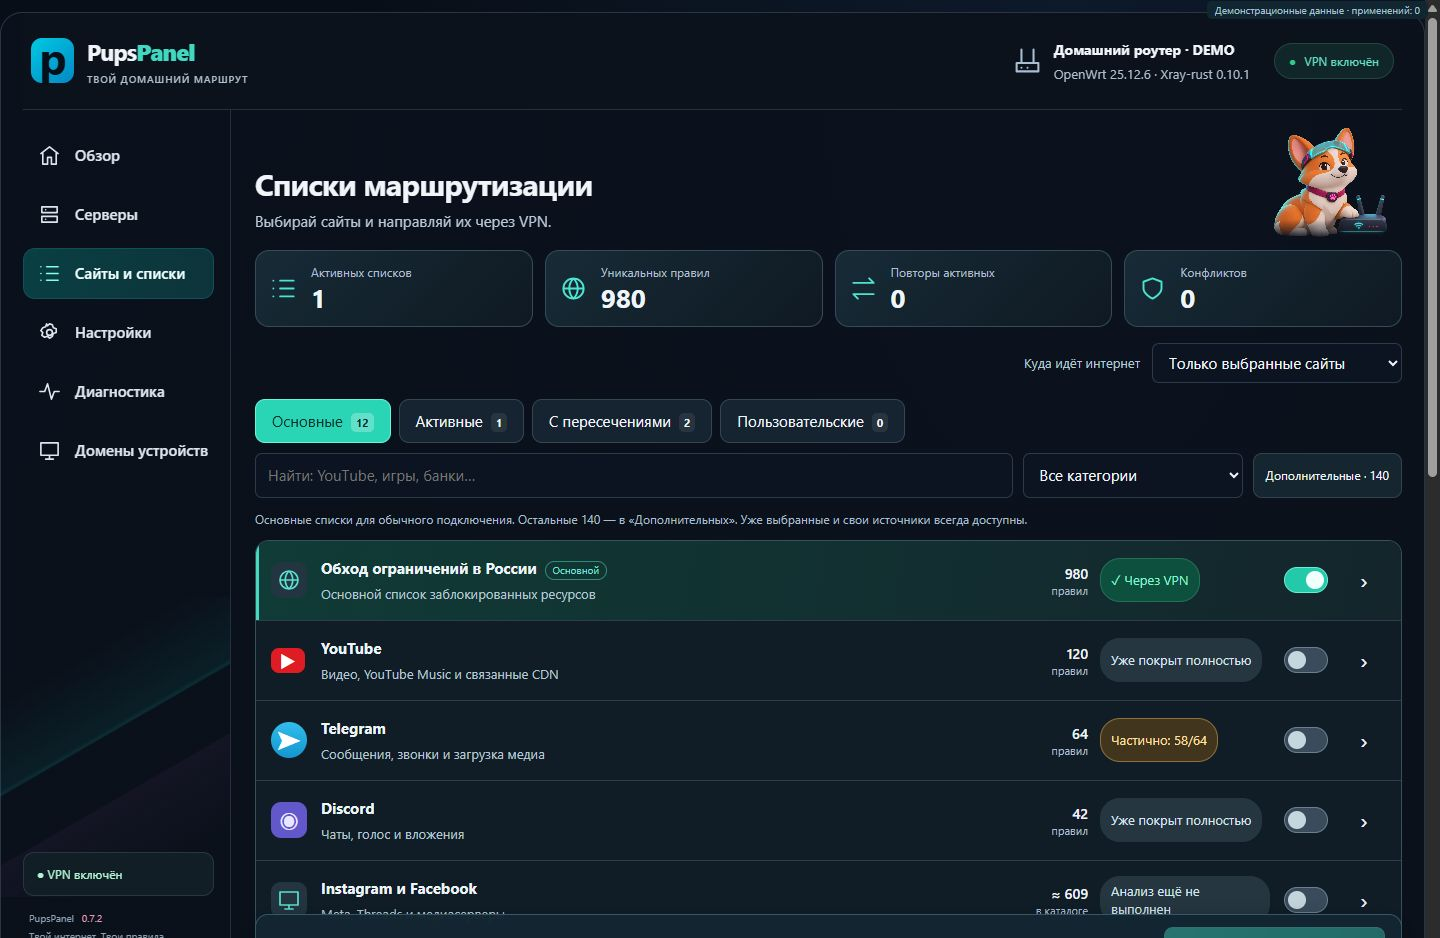 Демонстрационные данные · применений: 0
PupsPanel
ТВОЙ ДОМАШНИЙ МАРШРУТ
Домашний роутер · DEMO
OpenWrt 25.12.6 · Xray-rust 0.10.1
● VPN включён
Обзор
Серверы
Сайты и списки
Настройки
Диагностика
Домены устройств
● VPN включён
PupsPanel 0.7.2
Твой интернет. Твои правила.
Списки маршрутизации
Выбирай сайты и направляй их через VPN.
Активных списков
1
Уникальных правил
980
Повторы активных
0
Конфликтов
0
Куда идёт интернет
Только выбранные сайты
Основные 12
Активные 1
С пересечениями 2
Пользовательские 0
Найти: YouTube, игры, банки...
Все категории
Дополнительные · 140
Основные списки для обычного подключения. Остальные 140 — в «Дополнительных». Уже выбранные и свои источники всегда доступны.
Обход ограничений в России Основной
Основной список заблокированных ресурсов
980
правил
✓ Через VPN
YouTube
Видео, YouTube Music и связанные CDN
120
правил
Уже покрыт полностью
Telegram
Сообщения, звонки и загрузка медиа
64
правил
Частично: 58/64
Discord
Чаты, голос и вложения
42
правил
Уже покрыт полностью
Instagram и Facebook
Meta, Threads и медиасерверы
≈ 609
в каталоге
Анализ ещё не
выполнен